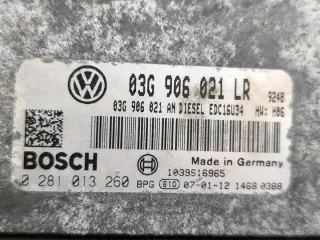 03G 906 021 LR 9248
03G 906 021 AN DIESEL EDC16U34 HW: H06
BOSCH
Made in Germany
1039S16965
0 281 013 260 BPG 810 07-01-12 1468 0388